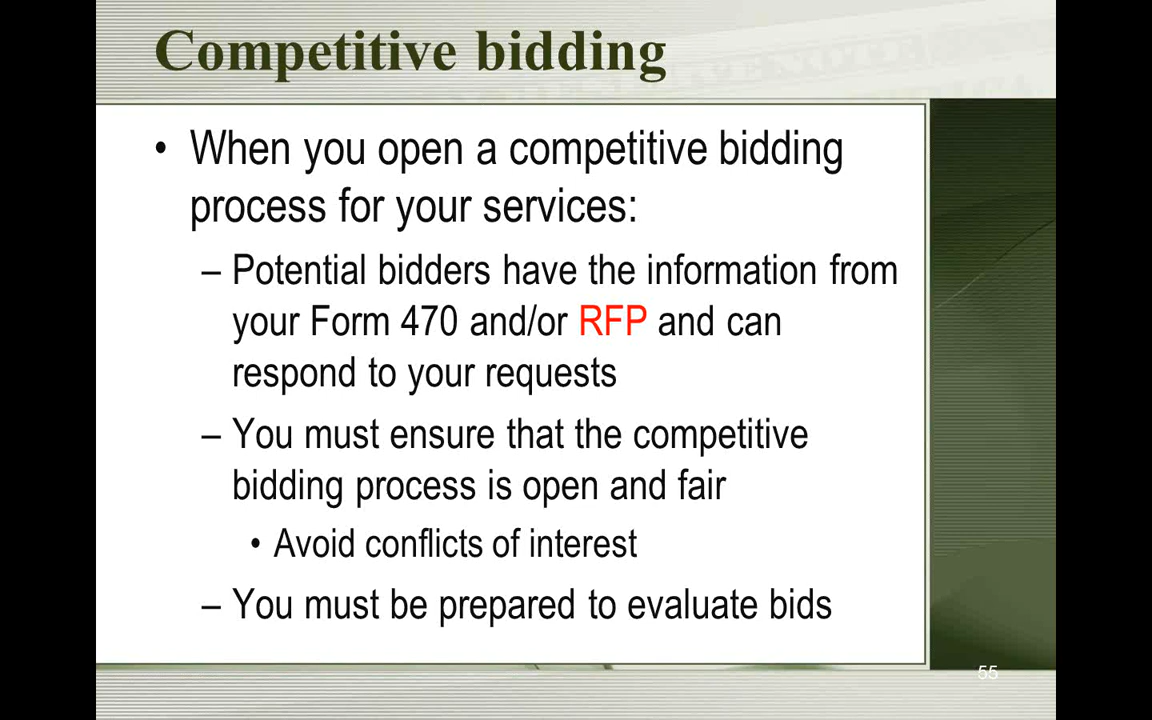 Competitive bidding
• When you open a competitive bidding
process for your services:
– Potential bidders have the information from
your Form 470 and/or RFP and can
respond to your requests
– You must ensure that the competitive
bidding process is open and fair
• Avoid conflicts of interest
– You must be prepared to evaluate bids
55